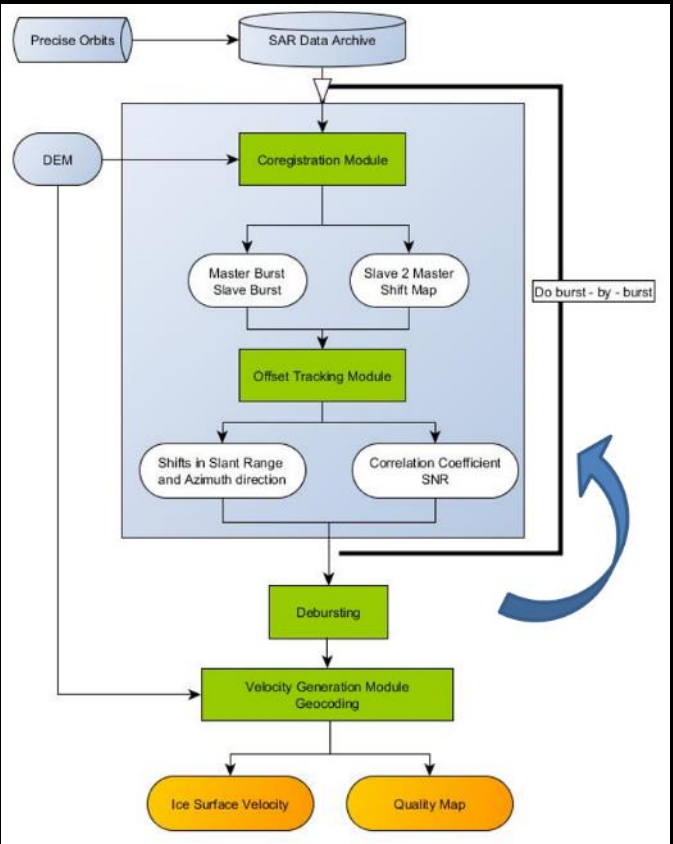 Precise Orbits
SAR Data Archive
DEM
Coregistration Module
Master Burst
Slave Burst
Slave 2 Master
Shift Map
Do burst - by - burst
Offset Tracking Module
Shifts in Slant Range
and Azimuth direction
Correlation Coefficient
SNR
Debursting
Velocity Generation Module
Geocoding
Ice Surface Velocity
Quality Map